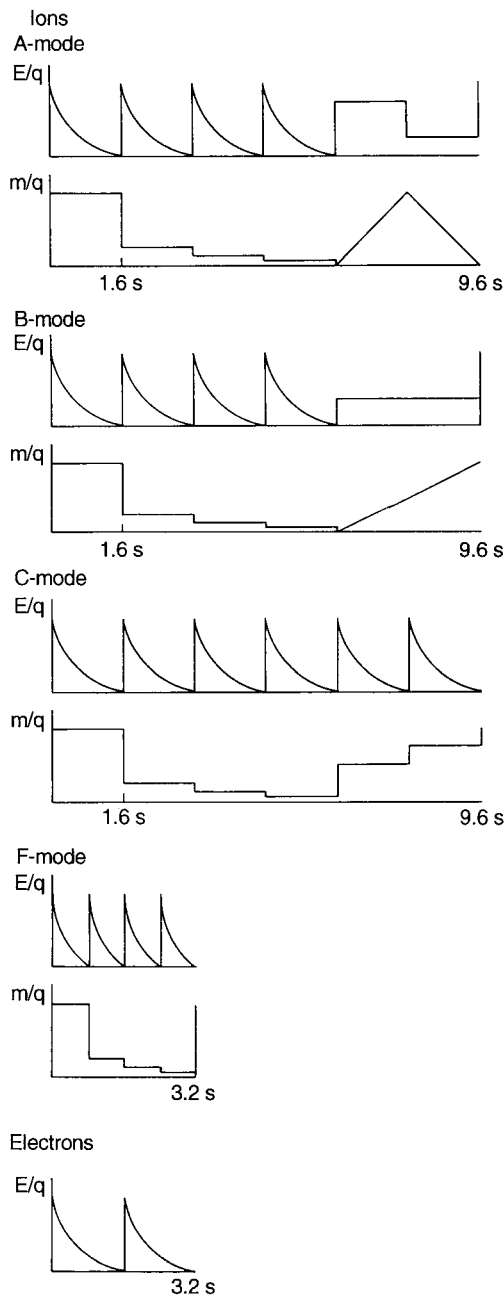 Ions
A-mode
E/q
m/q
1.6 s 9.6 s
B-mode
E/q
m/q
1.6 s 9.6 s
C-mode
E/q
m/q
1.6 s 9.6 s
F-mode
E/q
m/q
3.2 s
Electrons
E/q
3.2 s